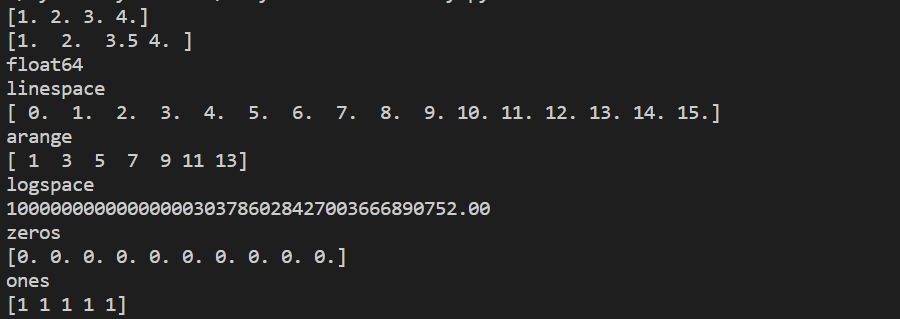 [1. 2. 3. 4.]
[1.  2.  3.5 4. ]
float64
linespace
[ 0.  1.  2.  3.  4.  5.  6.  7.  8.  9. 10. 11. 12. 13. 14. 15.]
arange
[ 1  3  5  7  9 11 13]
logspace
10000000000000000303786028427003666890752.00
zeros
[0. 0. 0. 0. 0. 0. 0. 0. 0. 0.]
ones
[1 1 1 1 1]